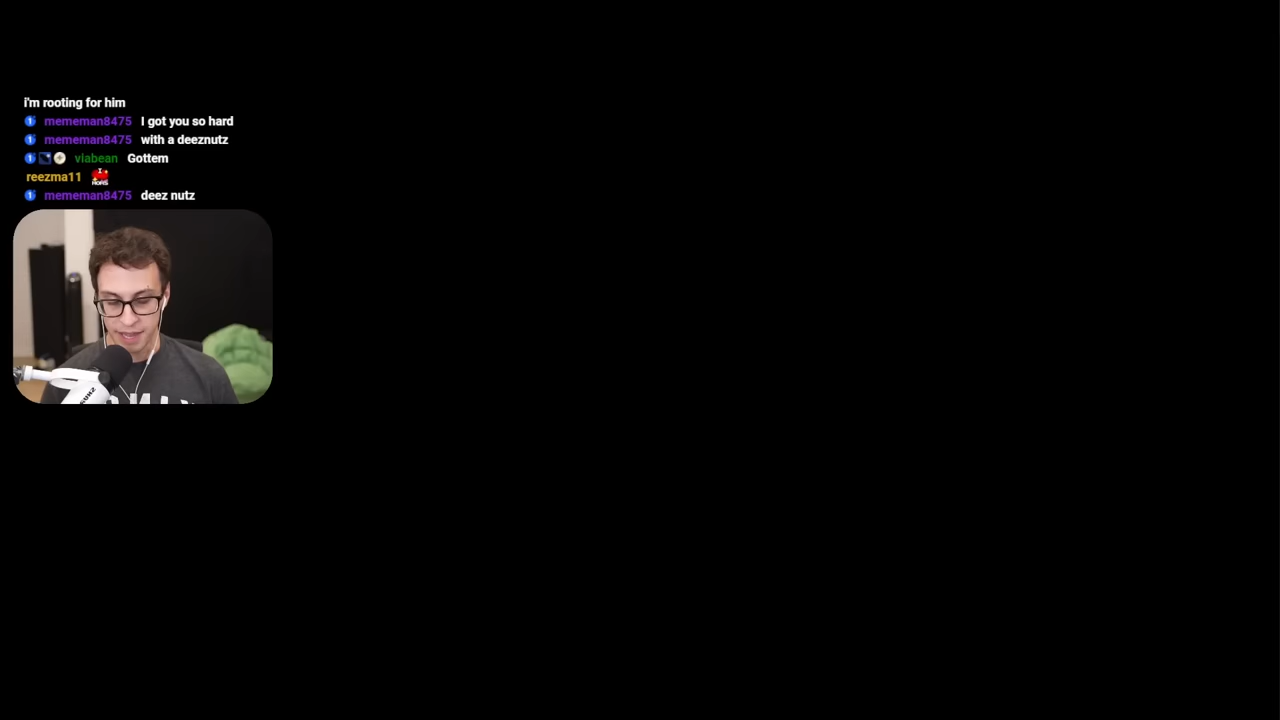 i'm rooting for him
mememan8475 I got you so hard
mememan8475 with a deeznutz
viabean Gottem
reezma11
mememan8475 deez nutz